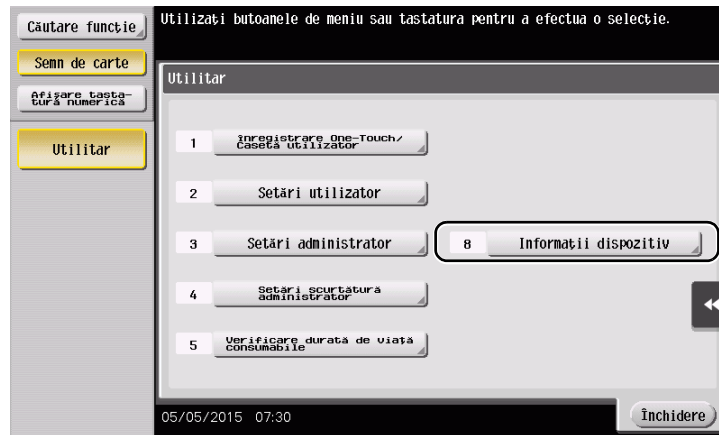 Căutare funcție
Semn de carte
Afișare tasta-
tură numerică
Utilitar
Utilizați butoanele de meniu sau tastatura pentru a efectua o selecție.
Utilitar
1 Înregistrare One-Touch/
Casetă utilizator
2 Setări utilizator
3 Setări administrator
8 Informații dispozitiv
4 Setări scurtătură
administrator
5 Verificare durată de viață
consumabile
05/05/2015 07:30
Închidere